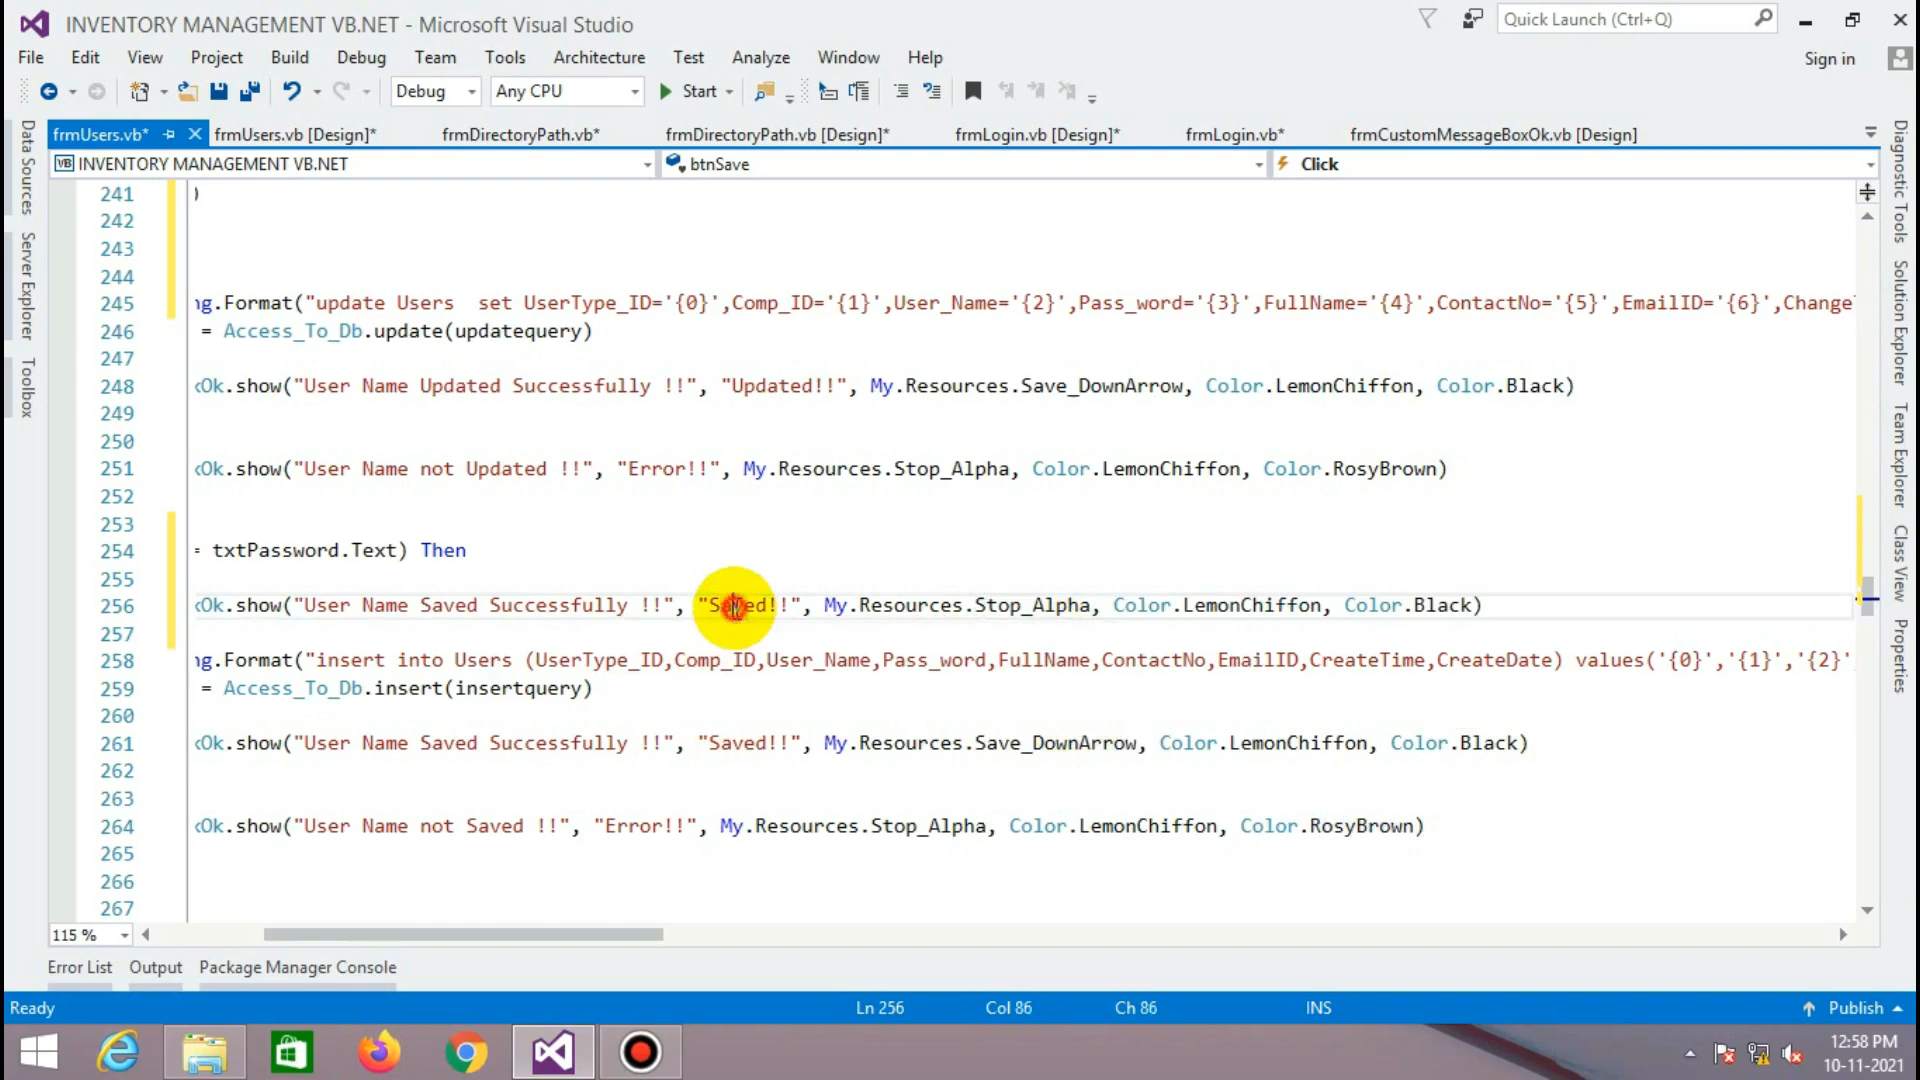 INVENTORY MANAGEMENT VB.NET - Microsoft Visual Studio
Quick Launch (Ctrl+Q)
File Edit View Project Build Debug Team Tools Architecture Test Analyze Window Help
Sign in
Debug Any CPU Start
frmUsers.vb* frmUsers.vb [Design]* frmDirectoryPath.vb* frmDirectoryPath.vb [Design]* frmLogin.vb [Design]* frmLogin.vb* frmCustomMessageBoxOk.vb [Design]
VB INVENTORY MANAGEMENT VB.NET btnSave Click
Data Sources
Server Explorer
Toolbox
241 )
242
243
244
245 ng.Format("update Users  set UserType_ID='{0}',Comp_ID='{1}',User_Name='{2}',Pass_word='{3}',FullName='{4}',ContactNo='{5}',EmailID='{6}',Change
246 = Access_To_Db.update(updatequery)
247
248 Ok.show("User Name Updated Successfully !!", "Updated!!", My.Resources.Save_DownArrow, Color.LemonChiffon, Color.Black)
249
250
251 Ok.show("User Name not Updated !!", "Error!!", My.Resources.Stop_Alpha, Color.LemonChiffon, Color.RosyBrown)
252
253
254 = txtPassword.Text) Then
255
256 Ok.show("User Name Saved Successfully !!", "Saved!!", My.Resources.Stop_Alpha, Color.LemonChiffon, Color.Black)
257
258 ng.Format("insert into Users (UserType_ID,Comp_ID,User_Name,Pass_word,FullName,ContactNo,EmailID,CreateTime,CreateDate) values('{0}','{1}','{2}'
259 = Access_To_Db.insert(insertquery)
260
261 Ok.show("User Name Saved Successfully !!", "Saved!!", My.Resources.Save_DownArrow, Color.LemonChiffon, Color.Black)
262
263
264 Ok.show("User Name not Saved !!", "Error!!", My.Resources.Stop_Alpha, Color.LemonChiffon, Color.RosyBrown)
265
266
267
Diagnostic Tools
Solution Explorer
Team Explorer
Class View
Properties
115 %
Error List Output Package Manager Console
Ready Ln 256 Col 86 Ch 86 INS Publish
12:58 PM
10-11-2021